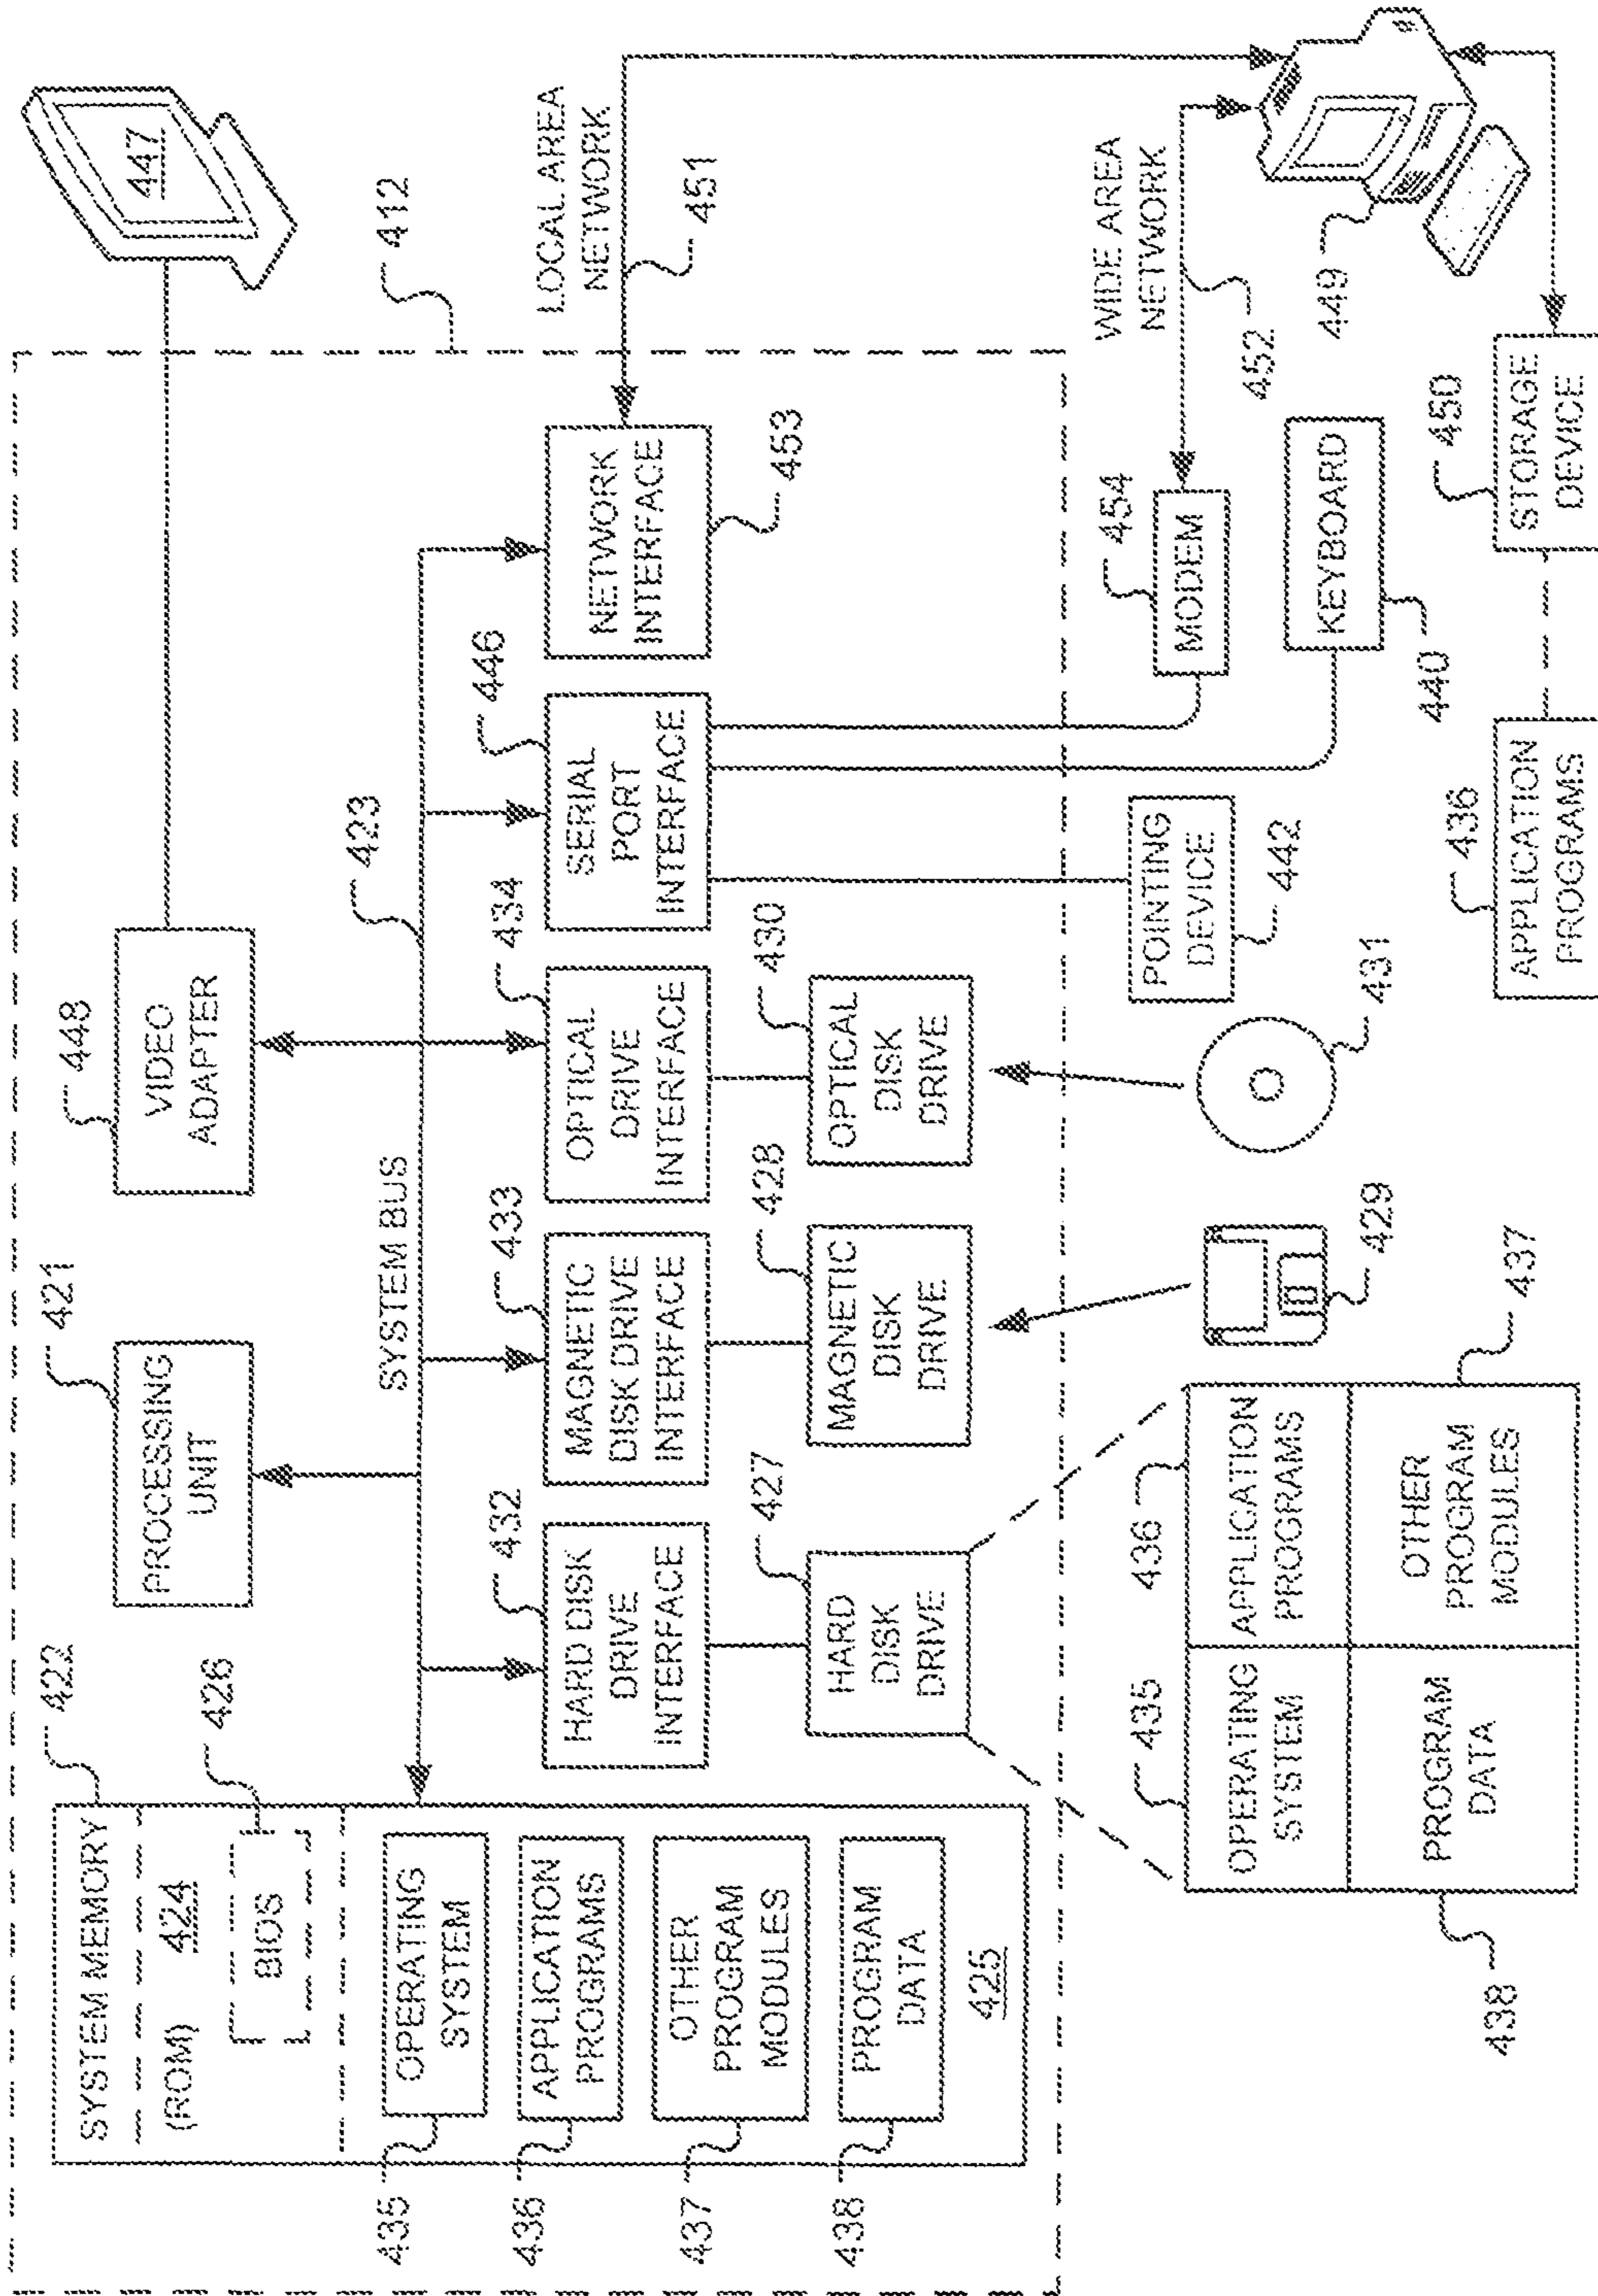 SYSTEM MEMORY
(ROM) 424
BIOS
422
426
OPERATING
SYSTEM
435
APPLICATION
PROGRAMS
436
OTHER
PROGRAM
MODULES
437
PROGRAM
DATA
438
425
PROCESSING
UNIT
421
VIDEO
ADAPTER
448
447
412
SYSTEM BUS
423
HARD DISK
DRIVE
INTERFACE
432
MAGNETIC
DISK DRIVE
INTERFACE
433
OPTICAL
DRIVE
INTERFACE
434
SERIAL
PORT
INTERFACE
446
NETWORK
INTERFACE
453
LOCAL AREA
NETWORK
451
HARD
DISK
DRIVE
427
MAGNETIC
DISK
DRIVE
428
OPTICAL
DISK
DRIVE
430
429
431
POINTING
DEVICE
442
MODEM
454
KEYBOARD
440
WIDE AREA
NETWORK
452
449
OPERATING
SYSTEM
435
APPLICATION
PROGRAMS
436
PROGRAM
DATA
438
OTHER
PROGRAM
MODULES
437
APPLICATION
PROGRAMS
436
STORAGE
DEVICE
450